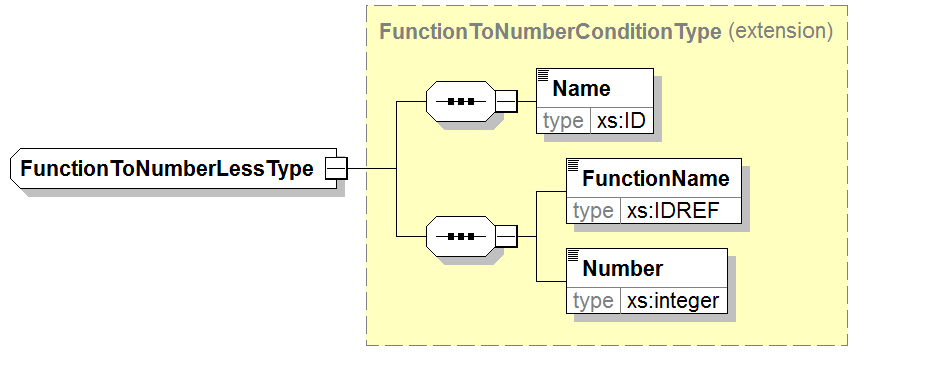 FunctionToNumberConditionType (extension)
Name
type xs:ID
FunctionToNumberLessType
FunctionName
type xs:IDREF
Number
type xs:integer